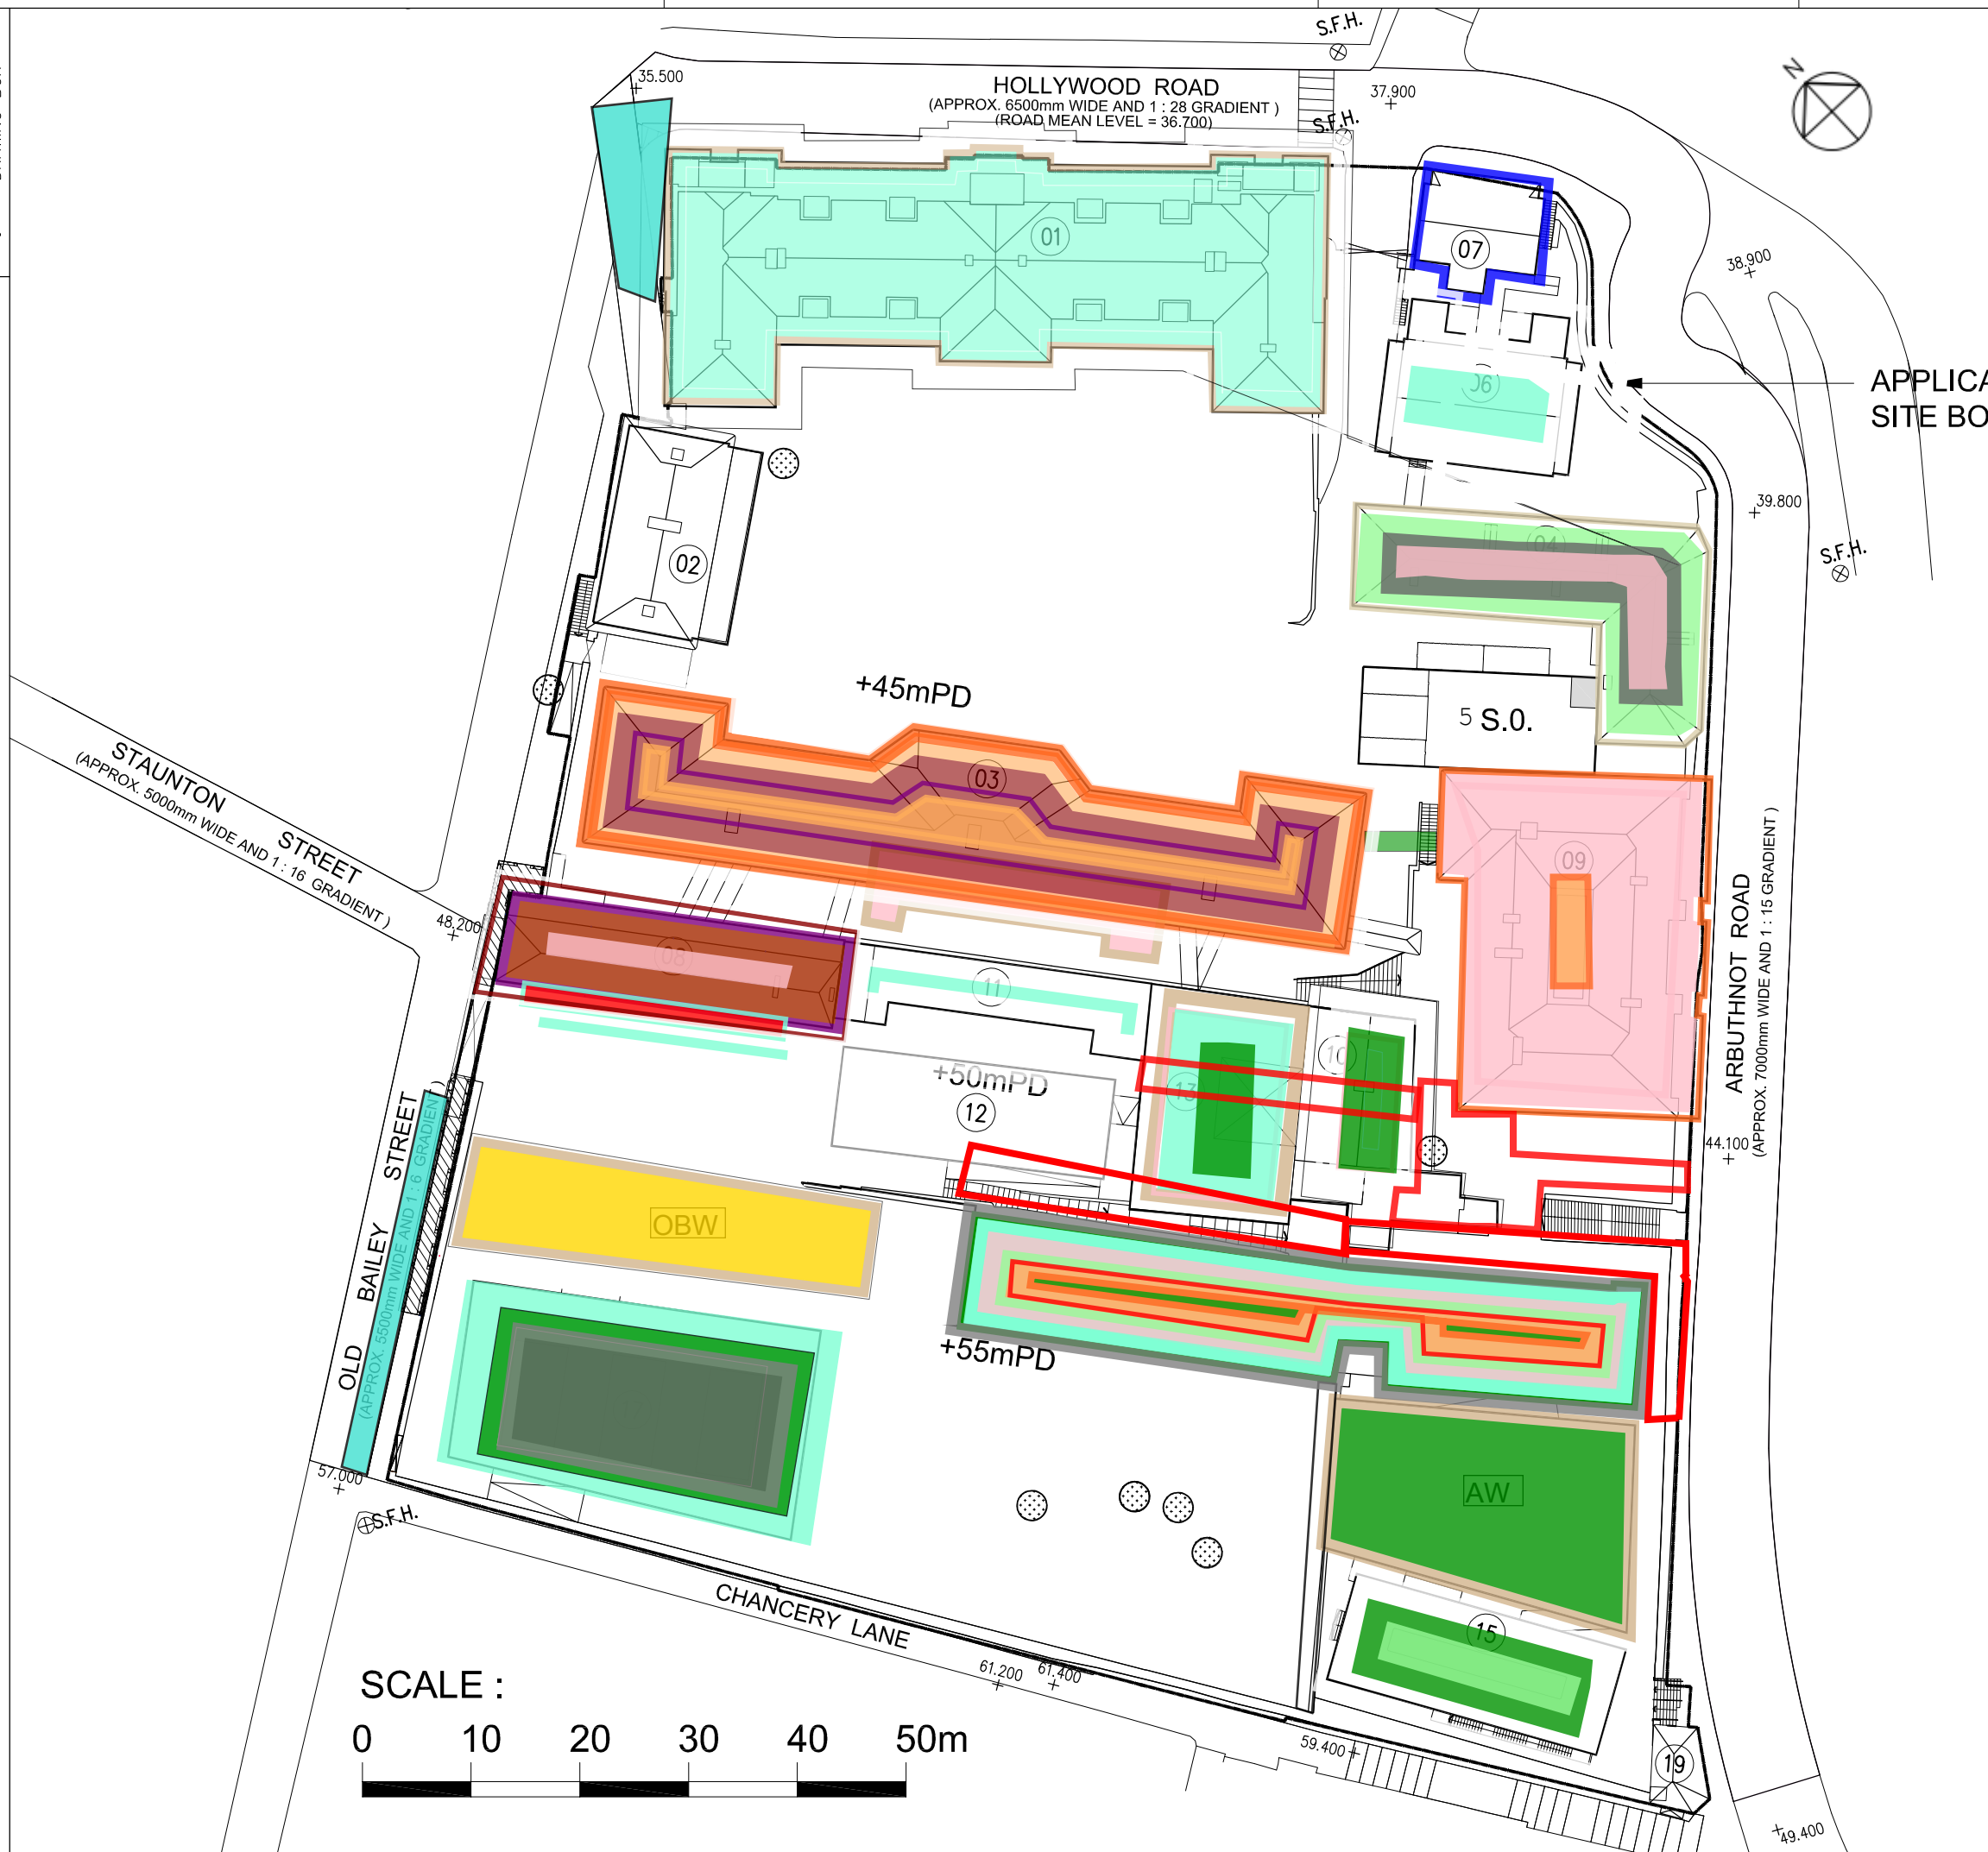 S.F.H.
35.500
HOLLYWOOD ROAD
(APPROX. 6500mm WIDE AND 1 : 28 GRADIENT )
(ROAD MEAN LEVEL = 36.700)
37.900
S.F.H.
N
01
07
38.900
06
APPLICA
SITE BO
39.800
S.F.H.
02
04
+45mPD
5 S.O.
STAUNTON STREET
(APPROX. 5000mm WIDE AND 1 : 16 GRADIENT )
03
09
48.200
08
11
ARBUTHNOT ROAD
(APPROX. 7000mm WIDE AND 1 : 15 GRADIENT )
10
+50mPD
12
13
44.100
OLD BAILEY STREET
(APPROX. 5500mm WIDE AND 1 : 6 GRADIENT )
OBW
+55mPD
57.000
S.F.H.
AW
CHANCERY LANE
15
61.200
61.400
59.400
19
49.400
SCALE :
0 10 20 30 40 50m